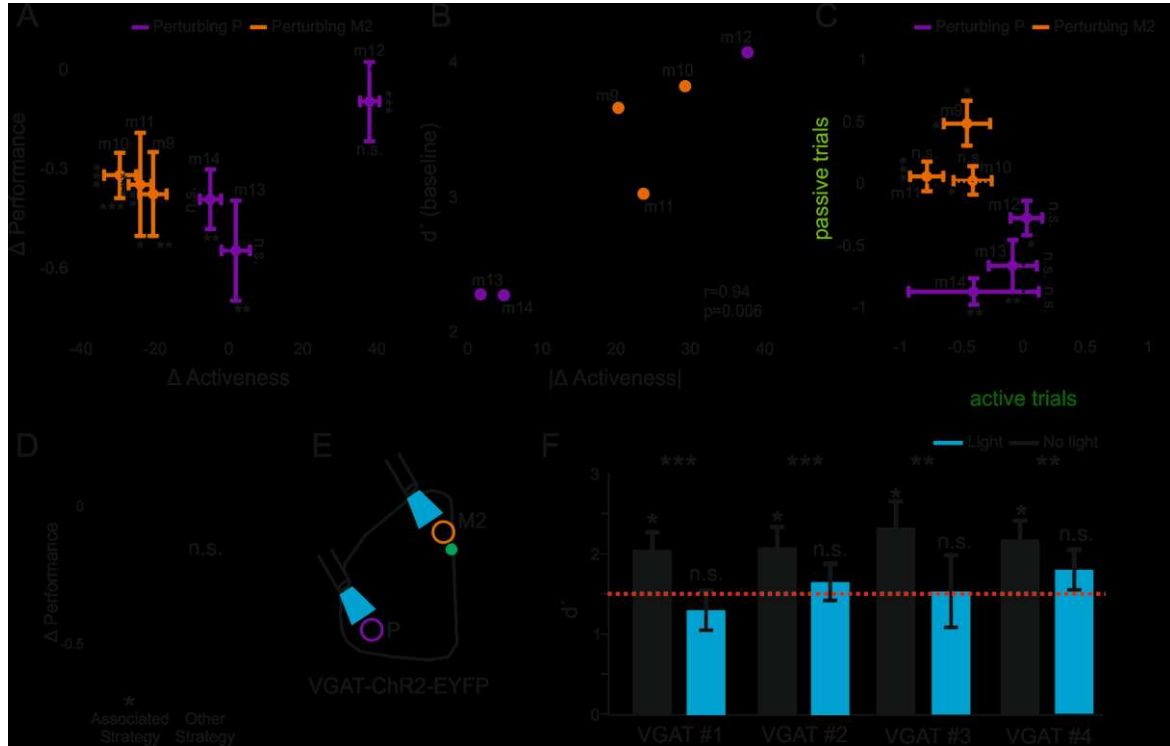 A
Perturbing P Perturbing M2
Δ Performance
0
-0.3
-0.6
m12
***
n.s.
m10
***
***
m11
*
m9
**
m14
n.s.
**
m13
n.s.
**
-40 -20 0 20 40
Δ Activeness
B
d´ (baseline)
4
3
2
m12
m10
m9
m11
m13
m14
r=0.94
p=0.006
0 10 20 30 40
|Δ Activeness|
C
Perturbing P Perturbing M2
passive trials
1
0.5
0
-0.5
-1
*
m9
*
n.s.
***
m11
n.s.
*
m10
m12
n.s.
*
m13
n.s.
**
m14
n.s.
**
-1 -0.5 0 0.5 1
active trials
D
Δ Performance
0
-0.5
n.s.
*
Associated
Strategy
Other
Strategy
E
M2
P
VGAT-ChR2-EYFP
F
Light No light
d´
3
2
1
0
*** *** ** **
* n.s. * n.s. * n.s. * n.s.
VGAT #1 VGAT #2 VGAT #3 VGAT #4